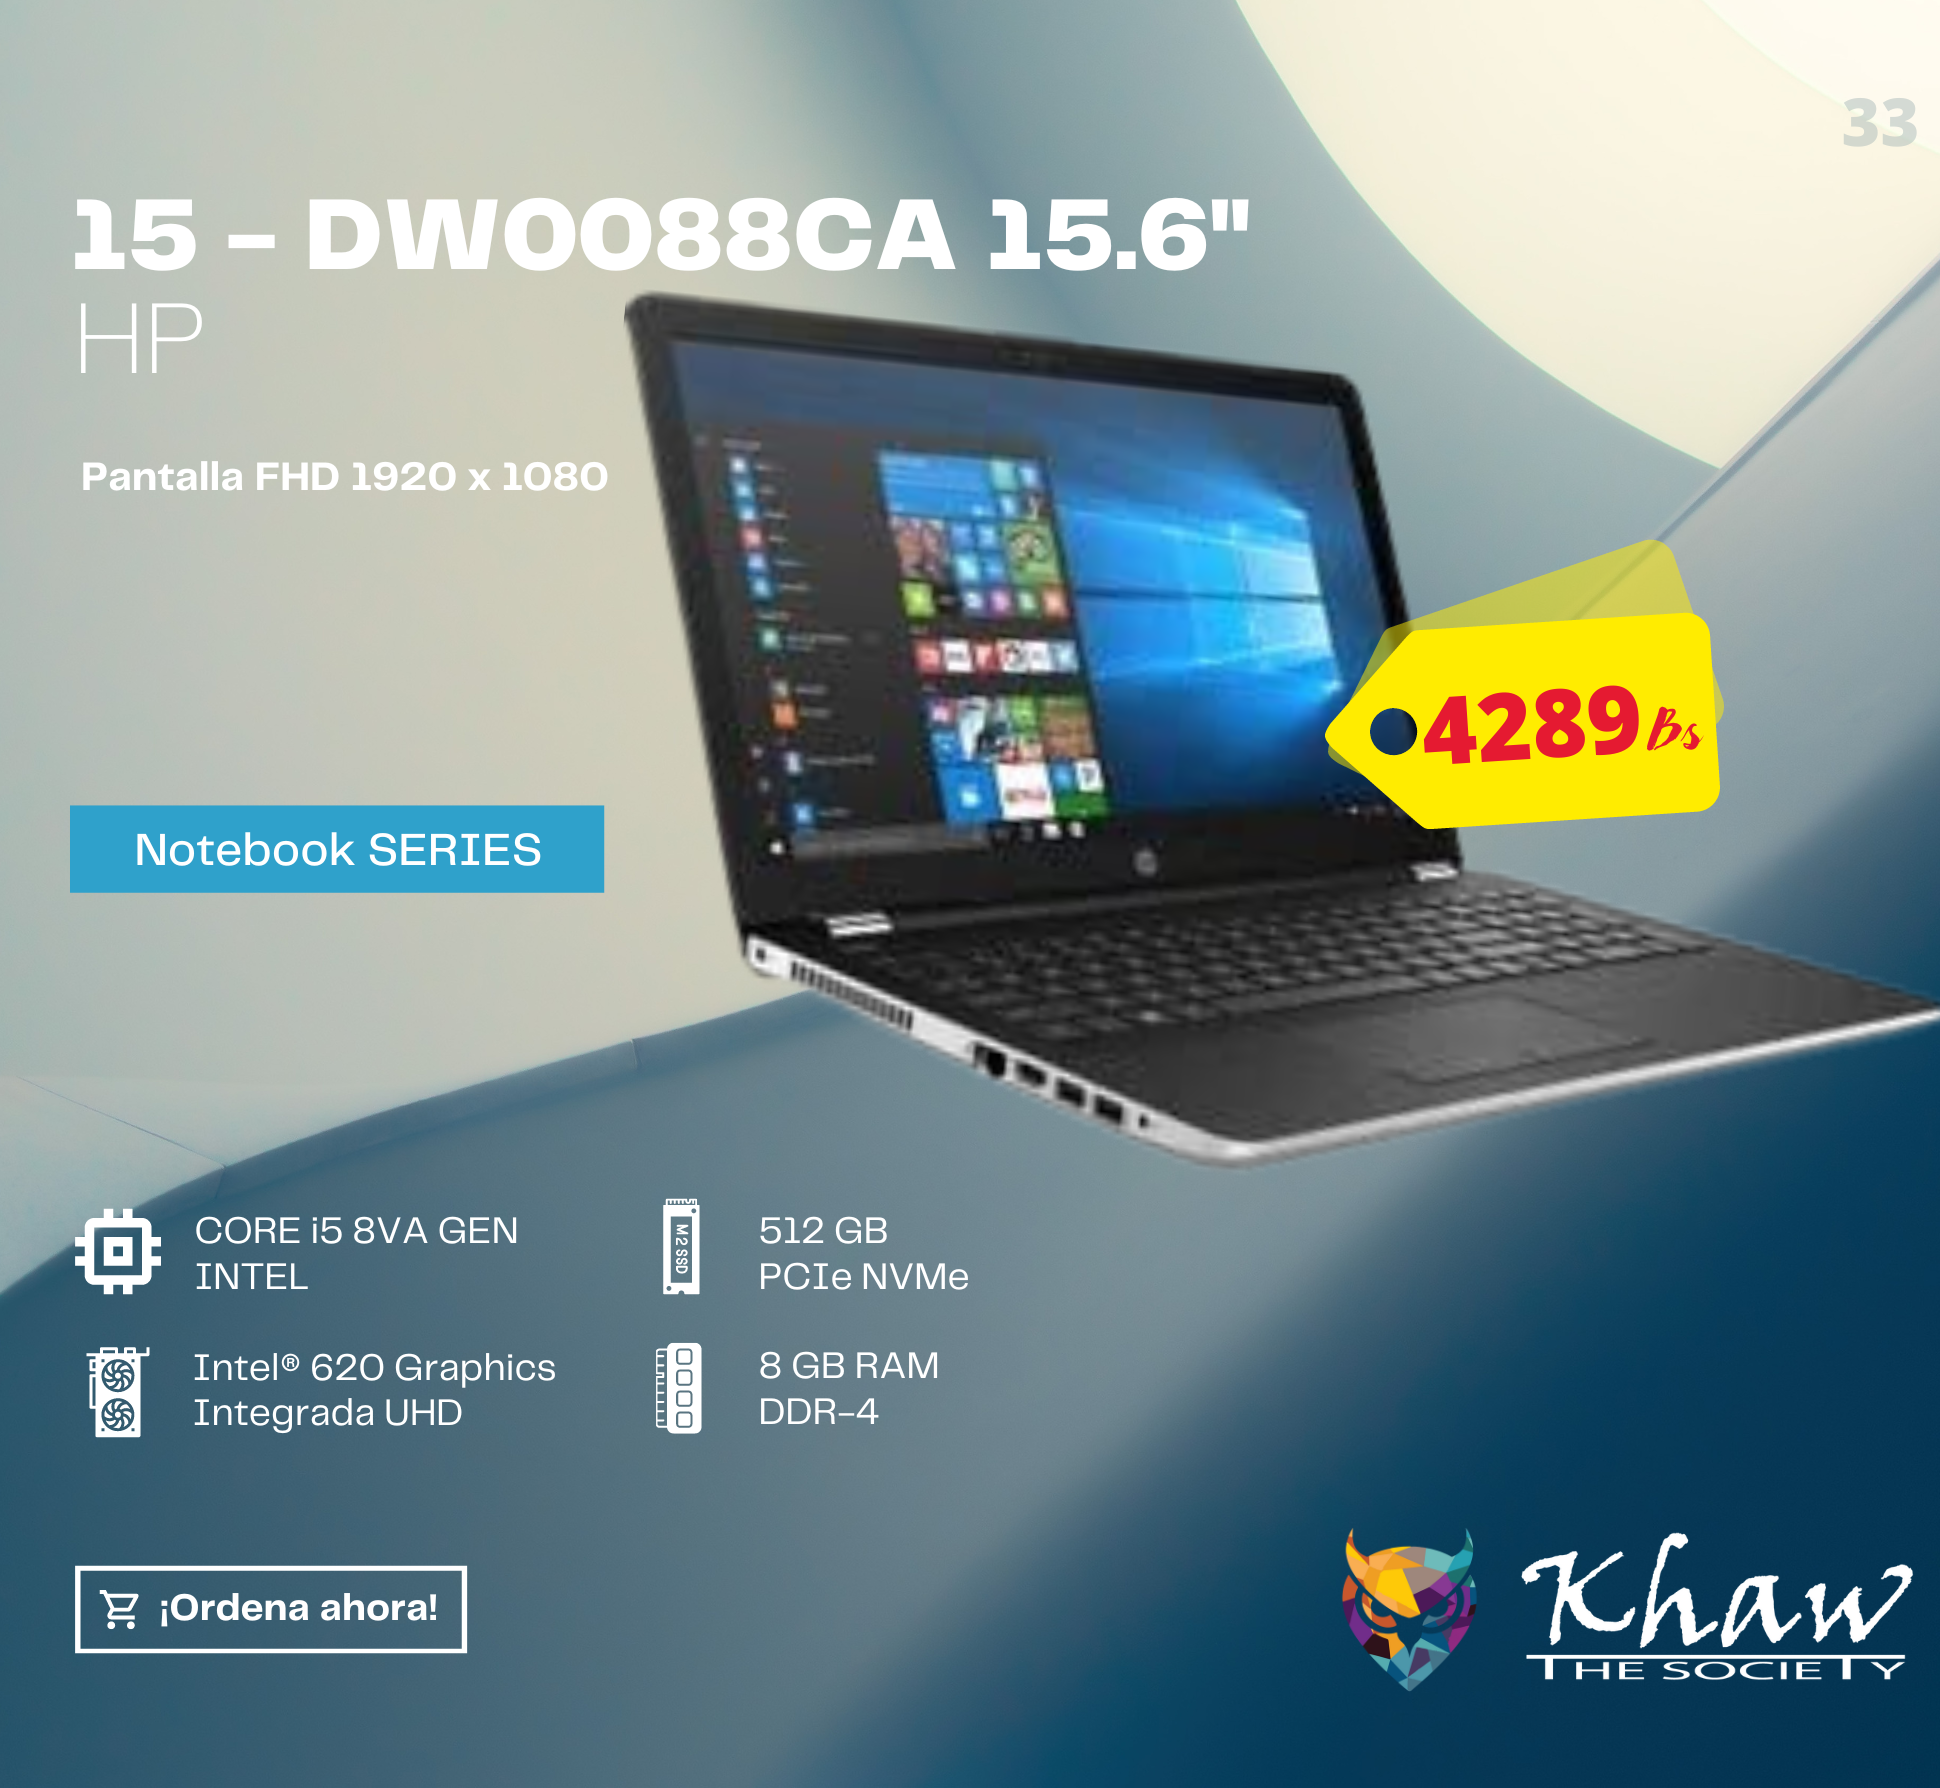 33
15 - DW0088CA 15.6"
HP
Pantalla FHD 1920 x 1080
4289 Bs
Notebook SERIES
CORE i5 8VA GEN
INTEL
512 GB
PCIe NVMe
M2 SSD
Intel® 620 Graphics
Integrada UHD
8 GB RAM
DDR-4
¡Ordena ahora!
Khaw
THE SOCIETY